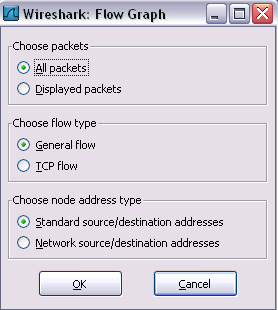 Wireshark: Flow Graph
Choose packets
All packets
Displayed packets
Choose flow type
General flow
TCP flow
Choose node address type
Standard source/destination addresses
Network source/destination addresses
OK
Cancel